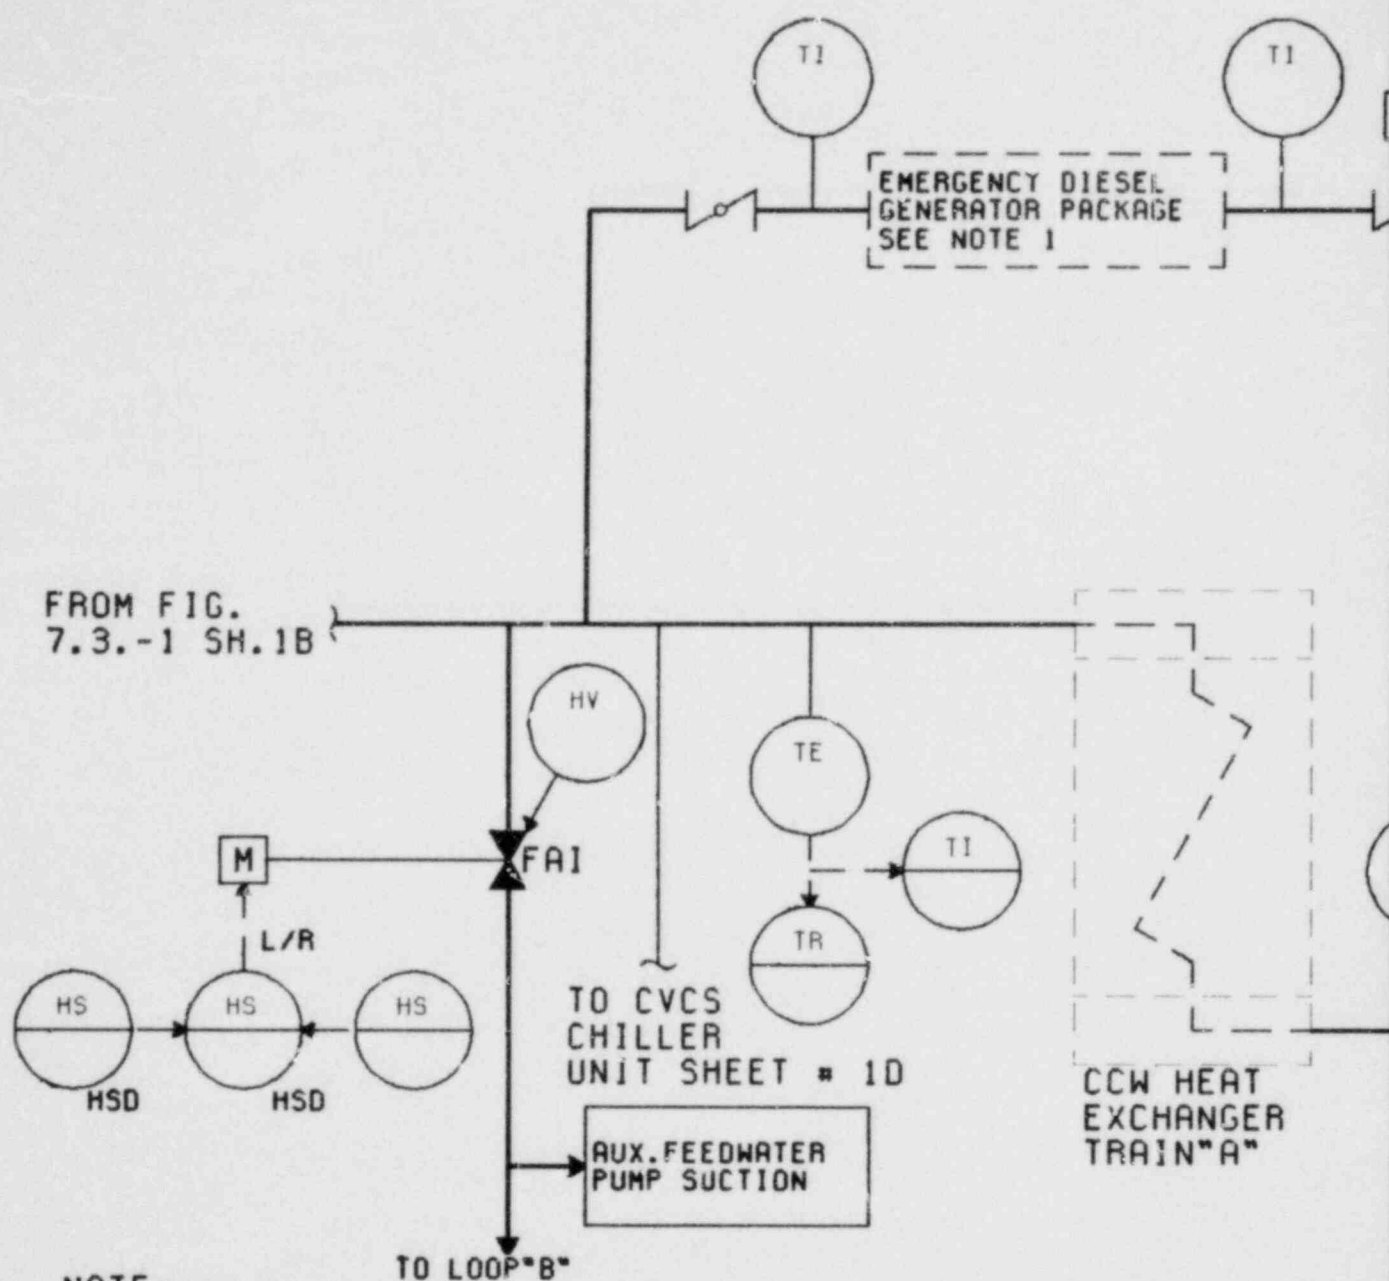 TI
TI
EMERGENCY DIESEL
GENERATOR PACKAGE
SEE NOTE 1
FROM FIG.
7.3.-1 SH.1B
HV
TE
M
FAI
TI
L/R
TR
HS
HS
HS
HSD
HSD
TO CVCS
CHILLER
UNIT SHEET # 1D
CCW HEAT
EXCHANGER
TRAIN"A"
AUX.FEEDWATER
PUMP SUCTION
TO LOOP"B"
NOTE